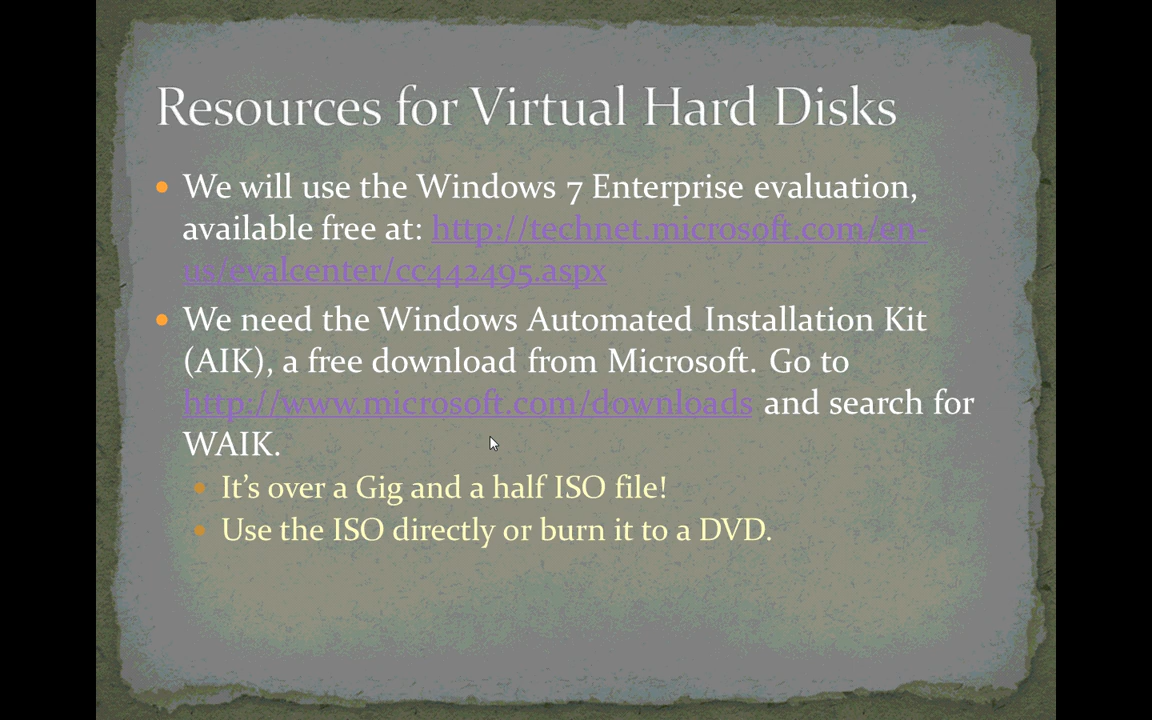 Resources for Virtual Hard Disks
We will use the Windows 7 Enterprise evaluation,
available free at: http://technet.microsoft.com/en-
us/evalcenter/cc442495.aspx
We need the Windows Automated Installation Kit
(AIK), a free download from Microsoft. Go to
http://www.microsoft.com/downloads and search for
WAIK.
It's over a Gig and a half ISO file!
Use the ISO directly or burn it to a DVD.